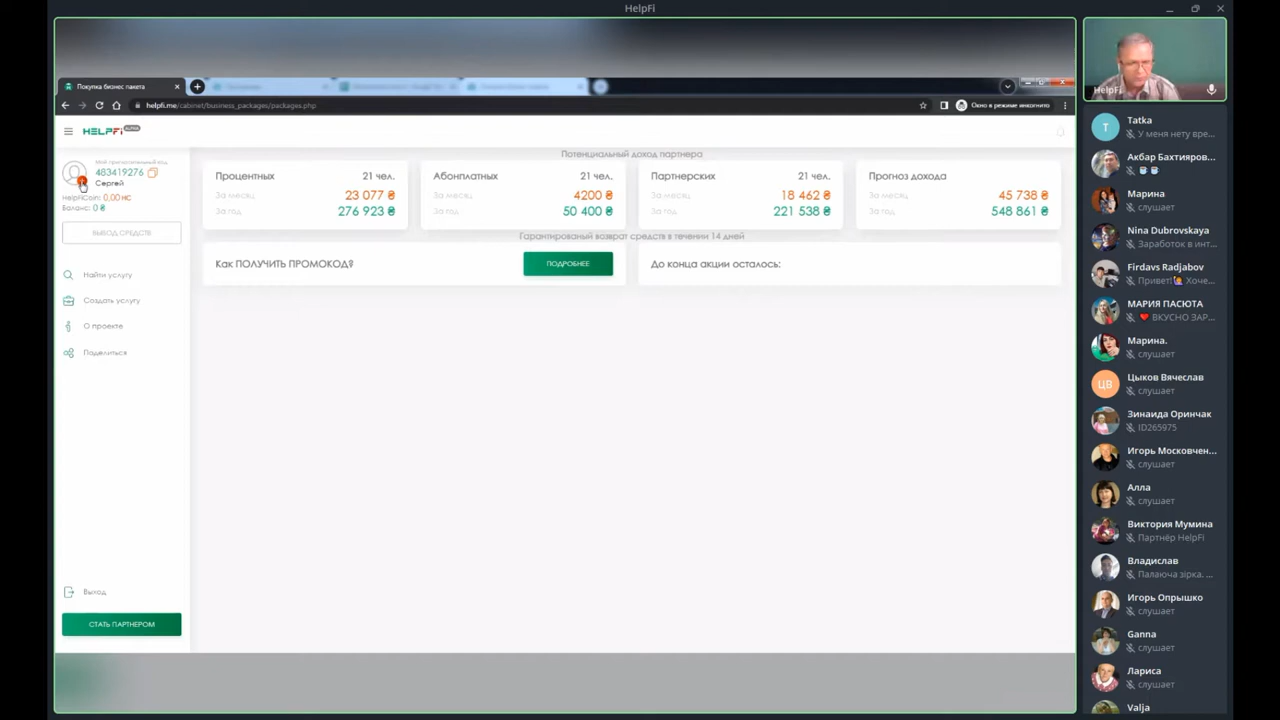 HelpFi
Покупка бизнес пакета
helpfi.me/cabinet/business_packages/packages.php
Окно в режиме инкогнито
HELPFI
Мой пригласительный код
483419276
Сергей
HelpFiCoin: 0,00 HC
Баланс: 0 ₴
ВЫВОД СРЕДСТВ
Найти услугу
Создать услугу
О проекте
Поделиться
Выход
СТАТЬ ПАРТНЕРОМ
Потенциальный доход партнера
Процентных 21 чел.
За месяц 23 077 ₴
За год 276 923 ₴
Абонплатных 21 чел.
За месяц 4200 ₴
За год 50 400 ₴
Партнерских 21 чел.
За месяц 18 462 ₴
За год 221 538 ₴
Прогноз дохода
За месяц 45 738 ₴
За год 548 861 ₴
Гарантированый возврат средств в течении 14 дней
Как ПОЛУЧИТЬ ПРОМОКОД?
ПОДРОБНЕЕ
До конца акции осталось:
HelpFi
T
Tatka
У меня нету вре...
Акбар Бахтияров...
Марина
слушает
Nina Dubrovskaya
Заработок в инт...
Firdavs Radjabov
Привет! Хоче...
МАРИЯ ПАСЮТА
ВКУСНО ЗАР...
Марина.
слушает
ЦВ
Цыков Вячеслав
слушает
Зинаида Оринчак
ID265975
Игорь Московчен...
слушает
Алла
слушает
Виктория Мумина
Партнёр HelpFi
Владислав
Палаюча зірка. ...
Игорь Опрышко
слушает
Ganna
слушает
Лариса
слушает
Valja